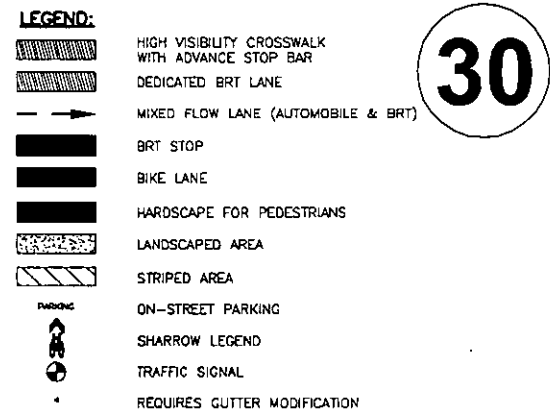 LEGEND:
HIGH VISIBILITY CROSSWALK
WITH ADVANCE STOP BAR
DEDICATED BRT LANE
MIXED FLOW LANE (AUTOMOBILE & BRT)
BRT STOP
BIKE LANE
HARDSCAPE FOR PEDESTRIANS
LANDSCAPED AREA
STRIPED AREA
PARKING
ON-STREET PARKING
SHARROW LEGEND
TRAFFIC SIGNAL
* REQUIRES GUTTER MODIFICATION
30